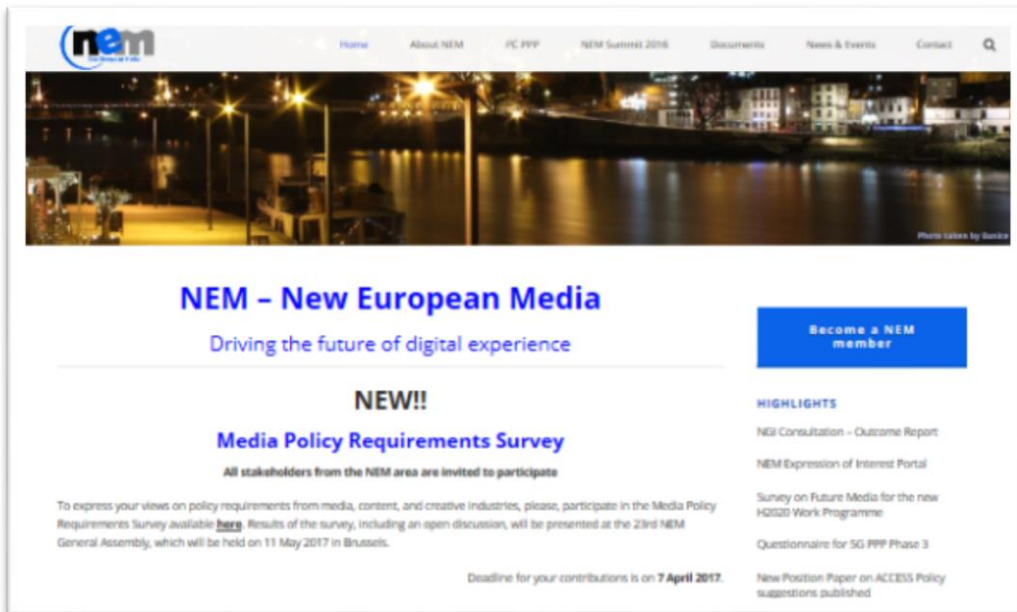 nem
Home About NEM PC PPP NEM Summit 2016 Documents News & Events Contact
Photo taken by Eunice
NEM – New European Media
Driving the future of digital experience
NEW!!
Media Policy Requirements Survey
All stakeholders from the NEM area are invited to participate
To express your views on policy requirements from media, content, and creative industries, please, participate in the Media Policy
Requirements Survey available here. Results of the survey, including an open discussion, will be presented at the 23rd NEM
General Assembly, which will be held on 11 May 2017 in Brussels.
Deadline for your contributions is on 7 April 2017.
Become a NEM
member
HIGHLIGHTS
NGI Consultation – Outcome Report
NEM Expression of Interest Portal
Survey on Future Media for the new
H2020 Work Programme
Questionnaire for 5G PPP Phase 3
New Position Paper on ACCESS Policy
suggestions published